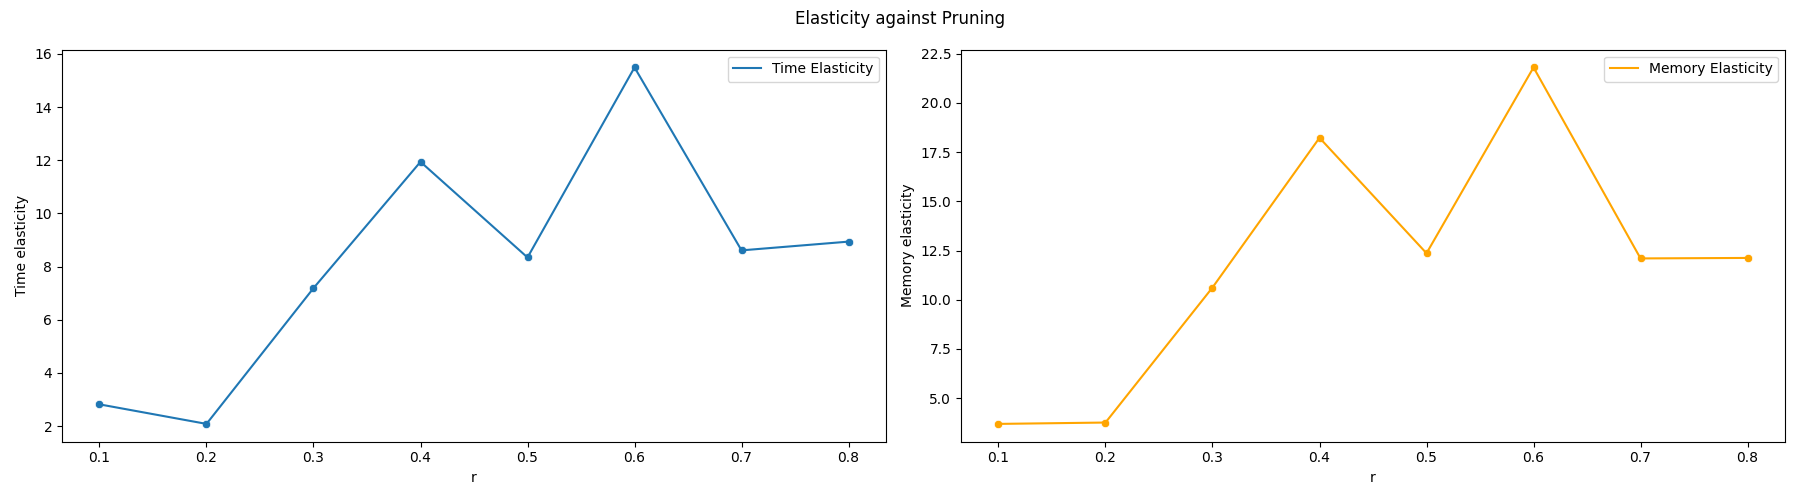 Elasticity against Pruning
Time Elasticity
16
14
12
10
8
6
4
2
Time elasticity
0.1 0.2 0.3 0.4 0.5 0.6 0.7 0.8
r
Memory Elasticity
22.5
20.0
17.5
15.0
12.5
10.0
7.5
5.0
Memory elasticity
0.1 0.2 0.3 0.4 0.5 0.6 0.7 0.8
r